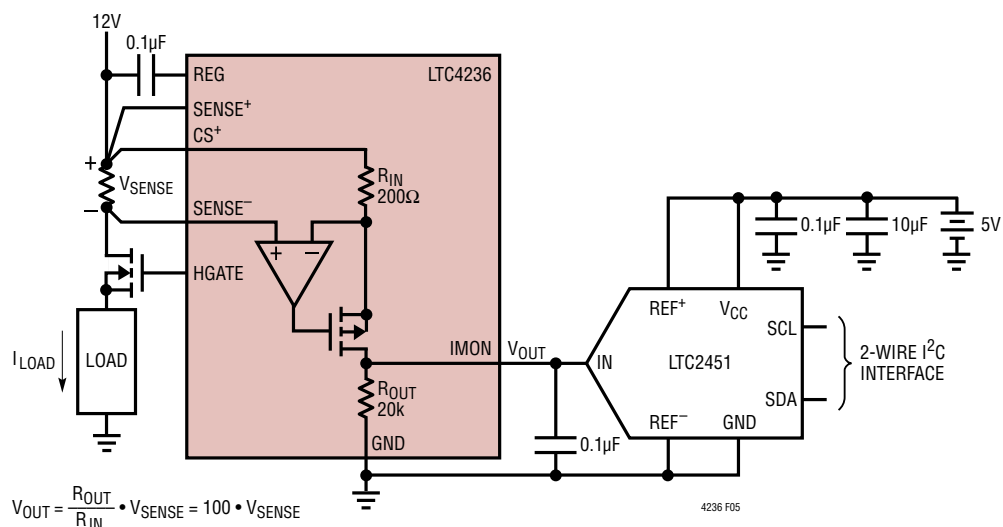 12V
0.1µF
REG
LTC4236
SENSE+
CS+
+
VSENSE
–
RIN
200Ω
SENSE–
+
–
HGATE
ILOAD
LOAD
IMON
VOUT
ROUT
20k
GND
0.1µF
0.1µF
10µF
5V
REF+
VCC
SCL
IN
LTC2451
2-WIRE I2C
INTERFACE
SDA
REF–
GND
VOUT = ROUT/RIN • VSENSE = 100 • VSENSE
4236 F05